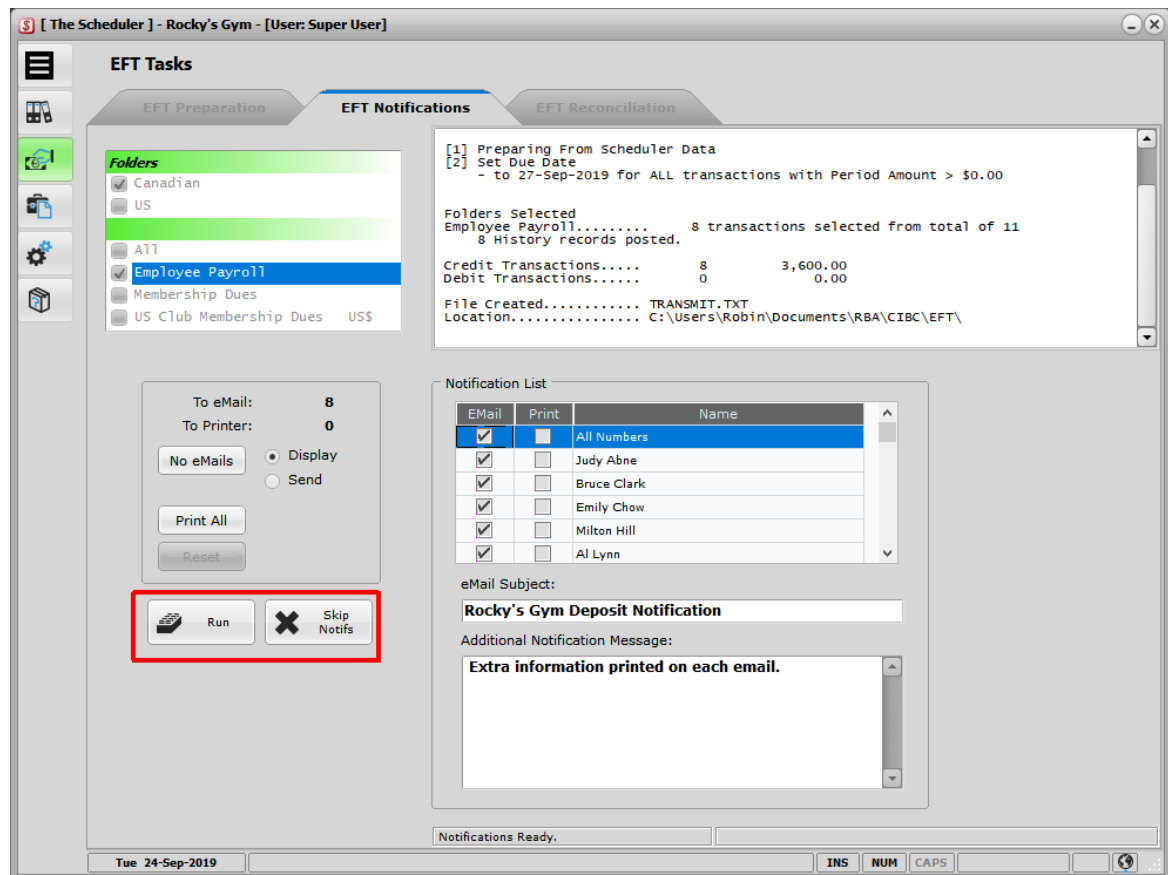 [ The Scheduler ] - Rocky's Gym - [User: Super User]
EFT Tasks
EFT Preparation
EFT Notifications
EFT Reconciliation
Folders
Canadian
US
All
Employee Payroll
Membership Dues
US Club Membership Dues US$
[1] Preparing From Scheduler Data
[2] Set Due Date
- to 27-Sep-2019 for ALL transactions with Period Amount > $0.00
Folders Selected
Employee Payroll......... 8 transactions selected from total of 11
8 History records posted.
Credit Transactions..... 8 3,600.00
Debit Transactions...... 0 0.00
File Created............ TRANSMIT.TXT
Location................ C:\Users\Robin\Documents\RBA\CIBC\EFT\
To eMail: 8
To Printer: 0
No eMails
Display
Send
Print All
Reset
Run
Skip
Notifs
Notification List
EMail Print Name
All Numbers
Judy Abne
Bruce Clark
Emily Chow
Milton Hill
Al Lynn
eMail Subject:
Rocky's Gym Deposit Notification
Additional Notification Message:
Extra information printed on each email.
Notifications Ready.
Tue 24-Sep-2019
INS
NUM
CAPS